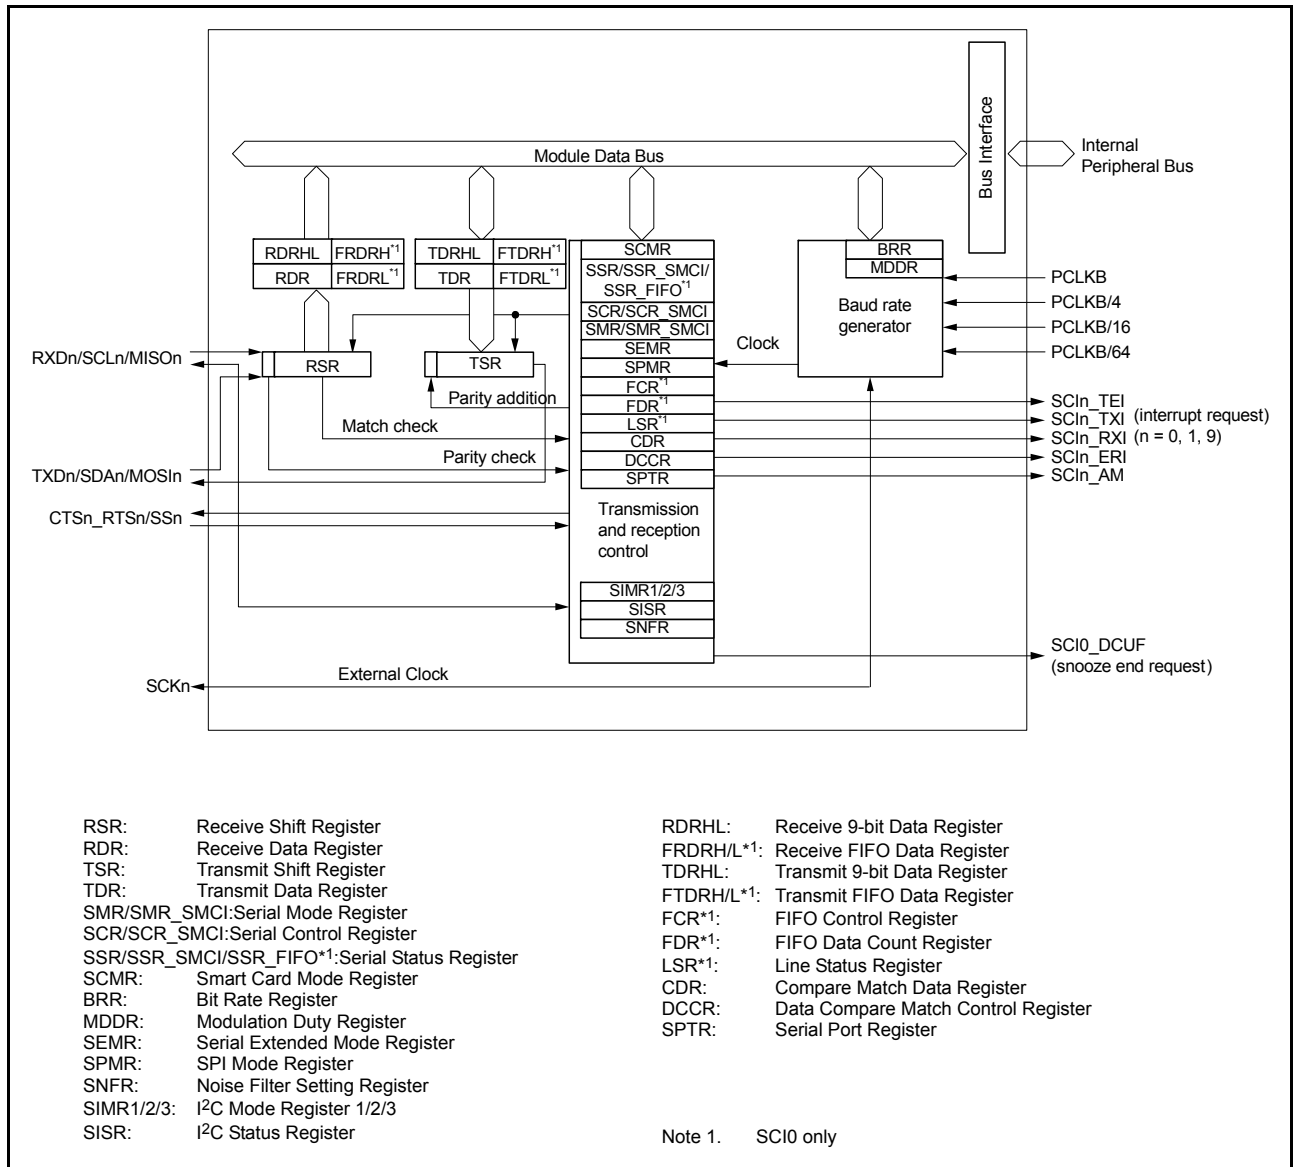 Bus Interface
Internal
Peripheral Bus
Module Data Bus
RDRHL FRDRH*1
RDR FRDRL*1
TDRHL FTDRH*1
TDR FTDRL*1
SCMR
SSR/SSR_SMCI/
SSR_FIFO*1
SCR/SCR_SMCI
SMR/SMR_SMCI
SEMR
SPMR
FCR*1
FDR*1
LSR*1
CDR
DCCR
SPTR
Transmission
and reception
control
SIMR1/2/3
SISR
SNFR
BRR
MDDR
Baud rate
generator
Clock
PCLKB
PCLKB/4
PCLKB/16
PCLKB/64
RXDn/SCLn/MISOn
RSR
TSR
Parity addition
Match check
Parity check
TXDn/SDAn/MOSIn
CTSn_RTSn/SSn
SCKn
External Clock
SCIn_TEI
SCIn_TXI (interrupt request)
SCIn_RXI (n = 0, 1, 9)
SCIn_ERI
SCIn_AM
SCI0_DCUF
(snooze end request)
RSR: Receive Shift Register
RDR: Receive Data Register
TSR: Transmit Shift Register
TDR: Transmit Data Register
SMR/SMR_SMCI:Serial Mode Register
SCR/SCR_SMCI:Serial Control Register
SSR/SSR_SMCI/SSR_FIFO*1:Serial Status Register
SCMR: Smart Card Mode Register
BRR: Bit Rate Register
MDDR: Modulation Duty Register
SEMR: Serial Extended Mode Register
SPMR: SPI Mode Register
SNFR: Noise Filter Setting Register
SIMR1/2/3: I2C Mode Register 1/2/3
SISR: I2C Status Register
RDRHL: Receive 9-bit Data Register
FRDRH/L*1: Receive FIFO Data Register
TDRHL: Transmit 9-bit Data Register
FTDRH/L*1: Transmit FIFO Data Register
FCR*1: FIFO Control Register
FDR*1: FIFO Data Count Register
LSR*1: Line Status Register
CDR: Compare Match Data Register
DCCR: Data Compare Match Control Register
SPTR: Serial Port Register
Note 1. SCI0 only